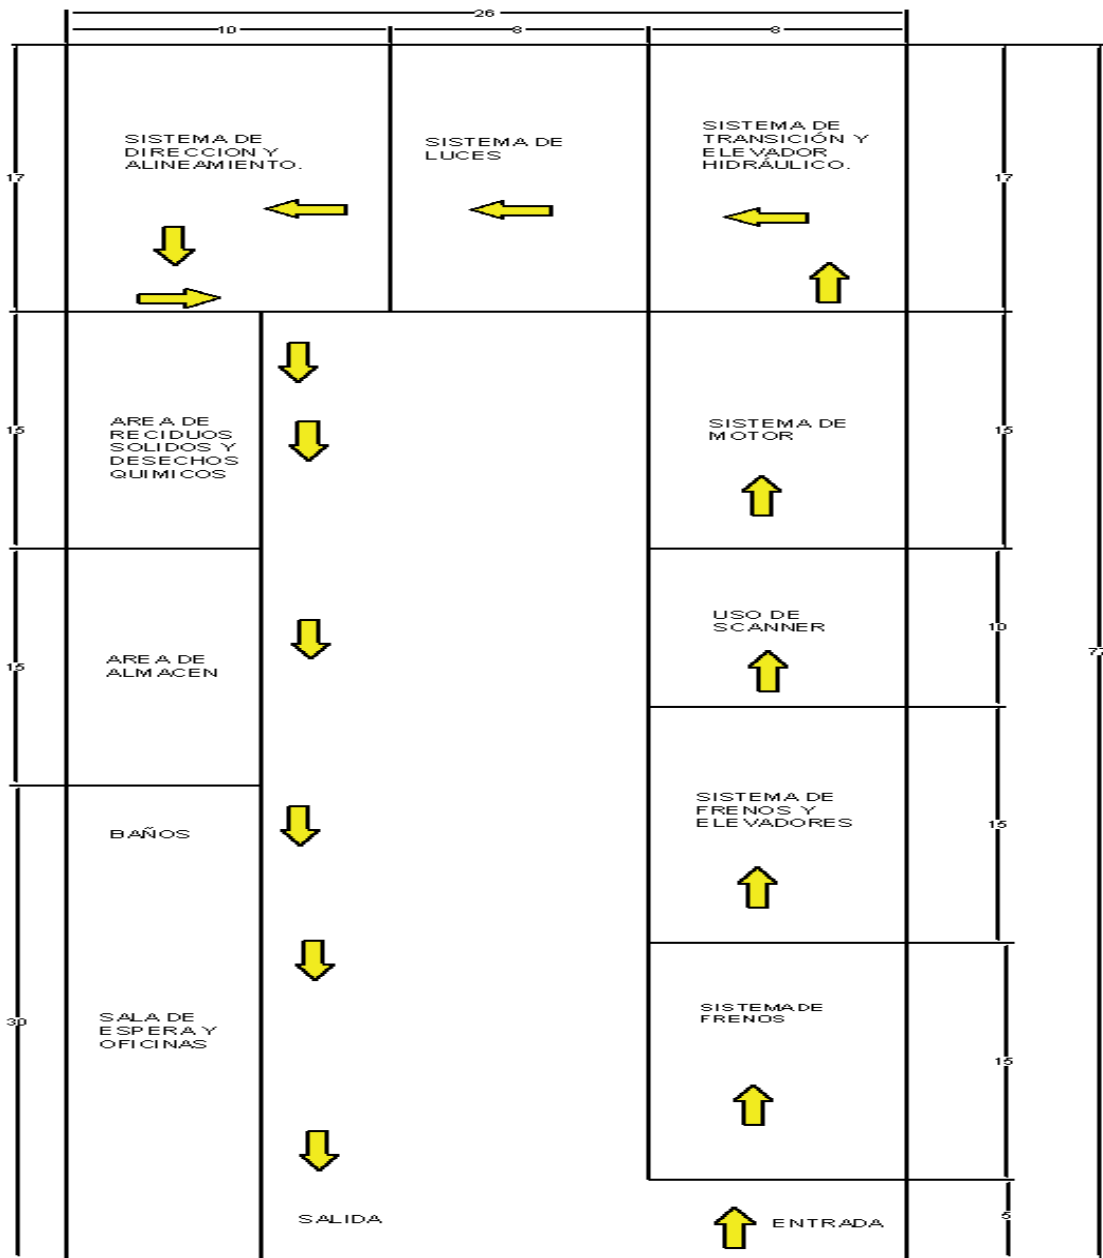 26
10
8
8
SISTEMA DE
DIRECCION Y
ALINEAMIENTO.
SISTEMA DE
LUCES
SISTEMA DE
TRANSICIÓN Y
ELEVADOR
HIDRÁULICO.
17
17
AREA DE
RECIDUOS
SOLIDOS Y
DESECHOS
QUIMICOS
SISTEMA DE
MOTOR
15
15
AREA DE
ALMACEN
USO DE
SCANNER
15
10
77
BAÑOS
SISTEMA DE
FRENOS Y
ELEVADORES
15
SALA DE
ESPERA Y
OFICINAS
30
SISTEMA DE
FRENOS
15
SALIDA
ENTRADA
5